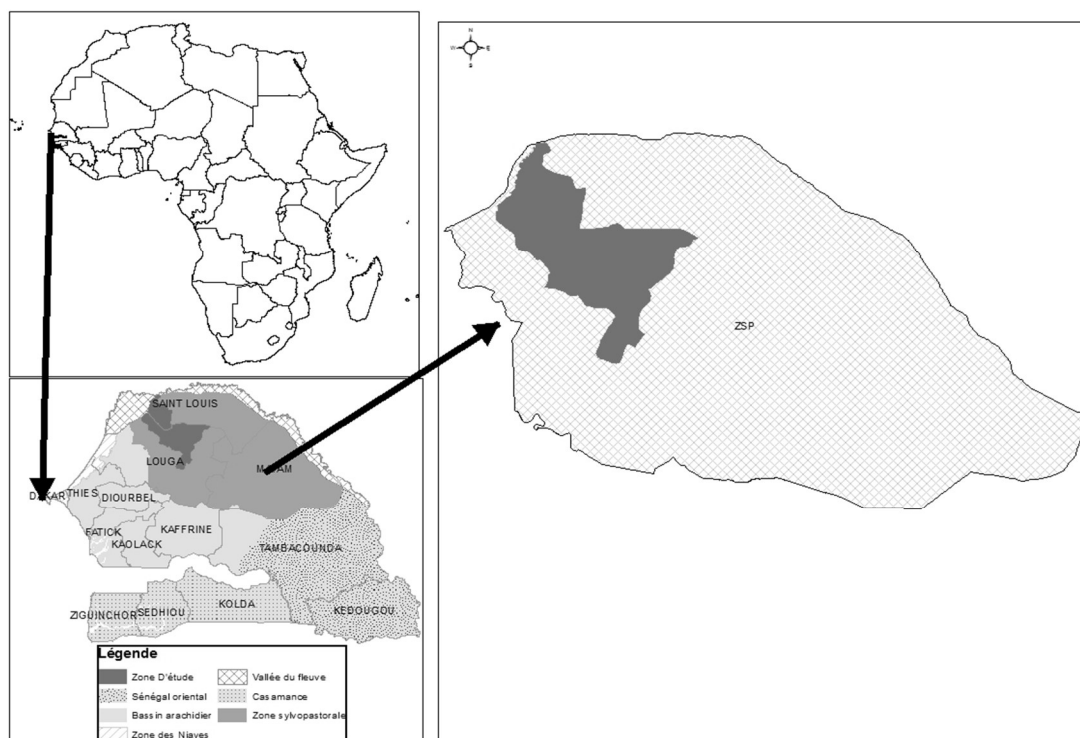 N
W E
S
ZSP
SAINT LOUIS
LOUGA
DAKAR
THIES
DIOURBEL
FATICK
KAOLACK
KAFFRINE
TAMBACOUNDA
ZIGUINCHOR
SEDHIOU
KOLDA
KEDOUGOU
Légende
Zone D'étude
Vallée du fleuve
Sénégal oriental
Casamance
Bassin arachidier
Zone sylvopastorale
Zone des Niayes